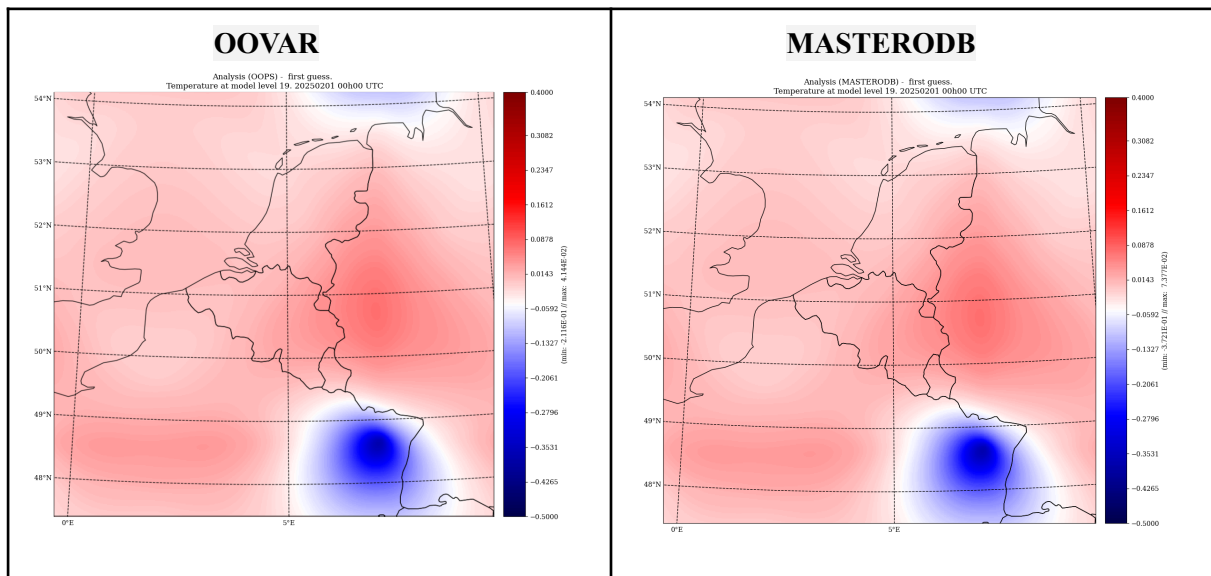 OOVAR
Analysis (OOPS) - first guess.
Temperature at model level 19. 20250201 00h00 UTC
54°N
53°N
52°N
51°N
50°N
49°N
48°N
0°E
5°E
0.4000
0.3082
0.2347
0.1612
0.0878
0.0143
−0.0592
−0.1327
−0.2061
−0.2796
−0.3531
−0.4265
−0.5000
(min: -2.116E-01 // max: 4.144E-02)
MASTERODB
Analysis (MASTERODB) - first guess.
Temperature at model level 19. 20250201 00h00 UTC
54°N
53°N
52°N
51°N
50°N
49°N
48°N
0°E
5°E
0.4000
0.3082
0.2347
0.1612
0.0878
0.0143
−0.0592
−0.1327
−0.2061
−0.2796
−0.3531
−0.4265
−0.5000
(min: -3.721E-01 // max: 7.377E-02)